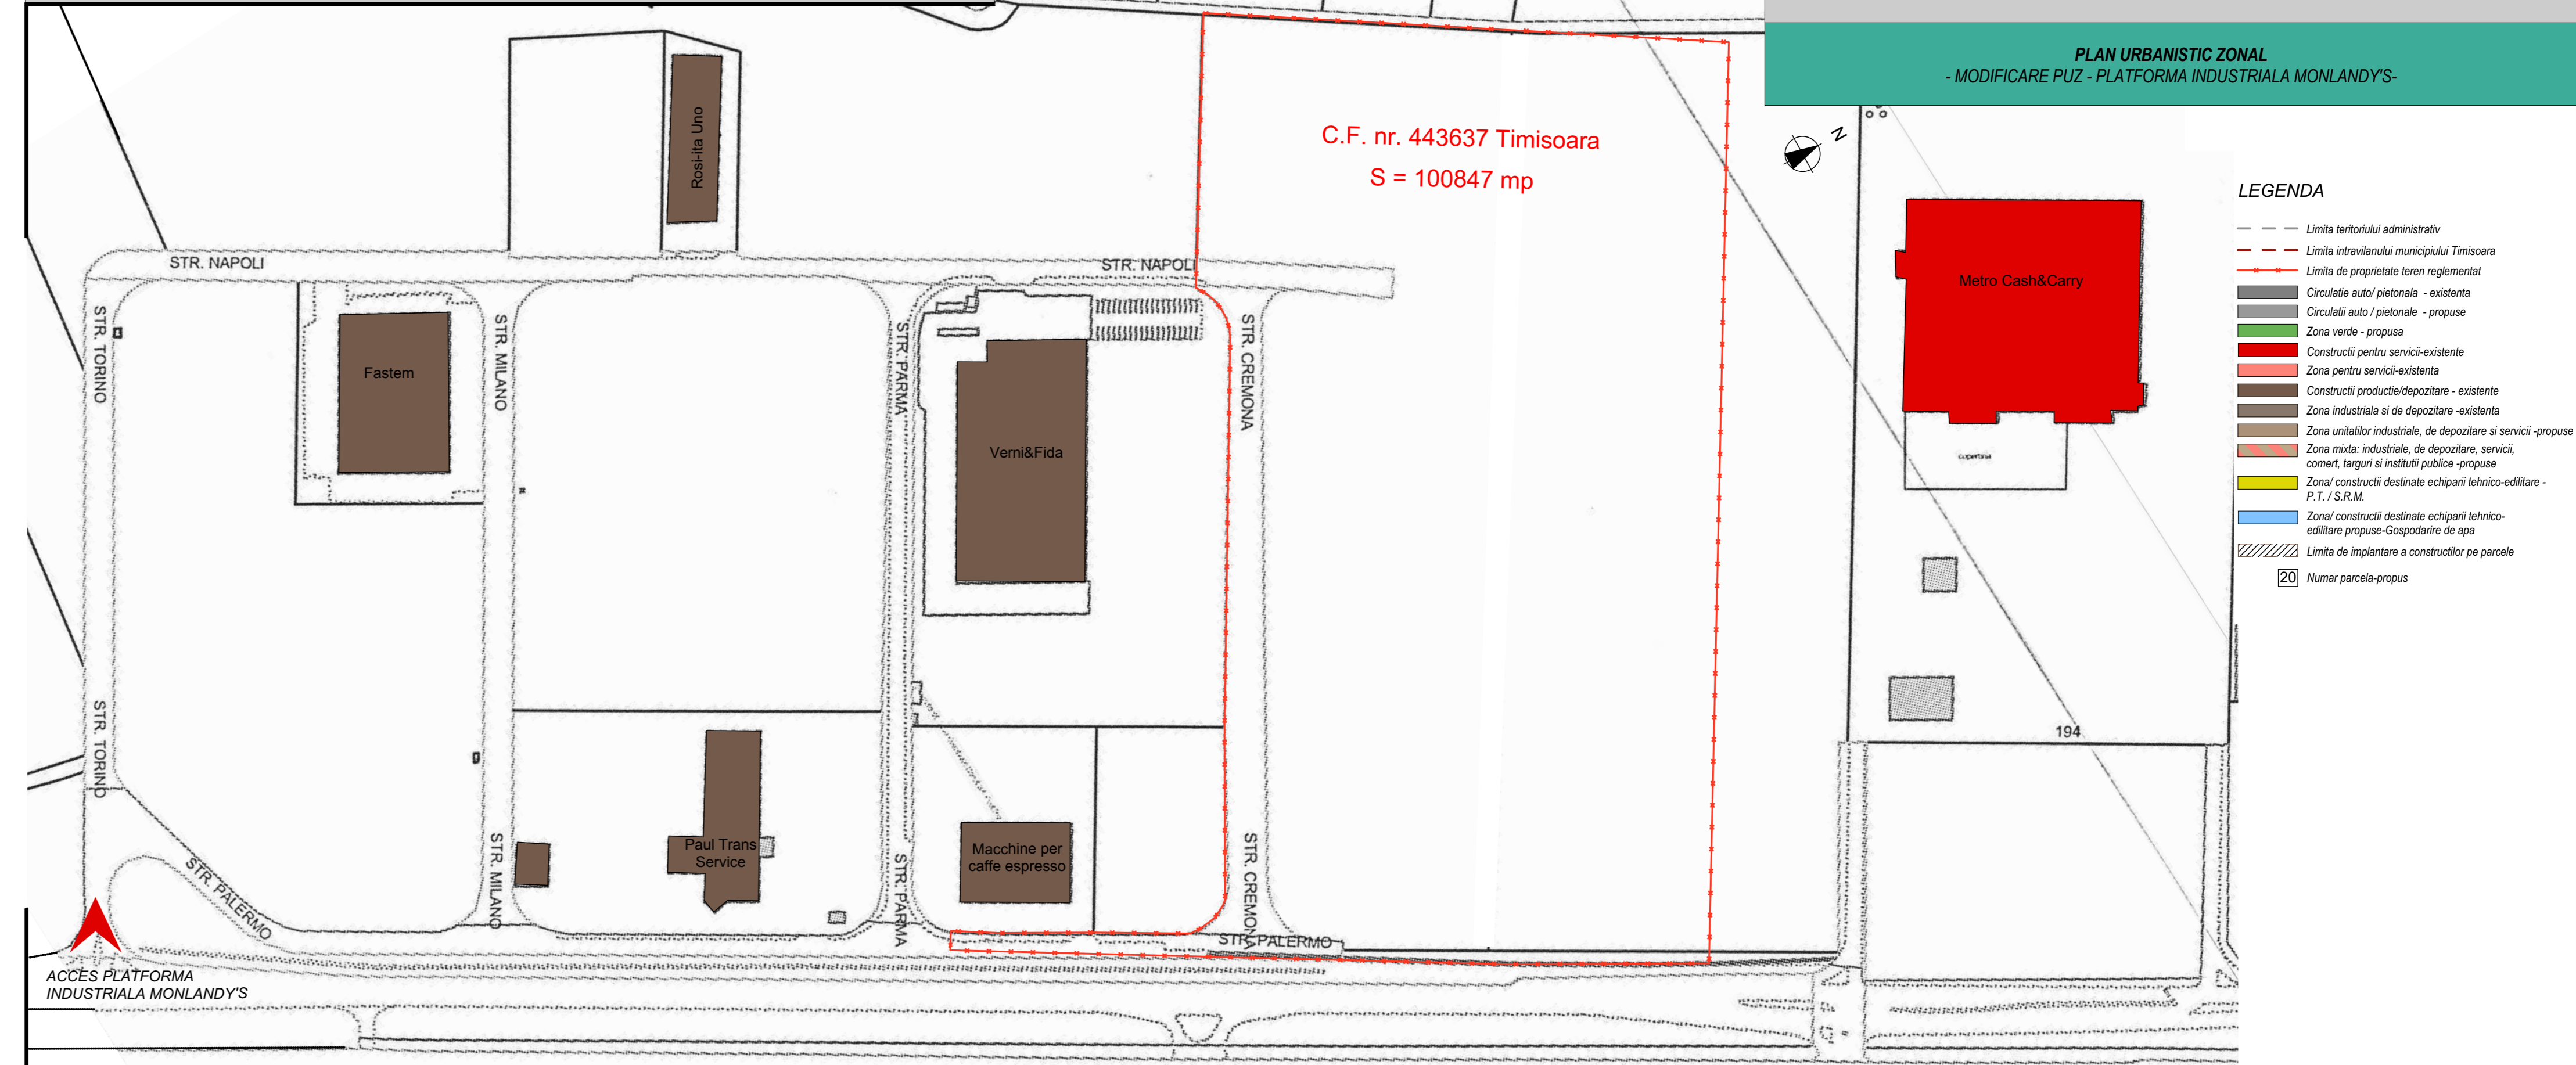 PLAN URBANISTIC ZONAL
- MODIFICARE PUZ - PLATFORMA INDUSTRIALA MONLANDY'S-
N
C.F. nr. 443637 Timisoara
S = 100847 mp
Rosi-ita Uno
STR. NAPOLI
STR. NAPOLI
STR. TORINO
STR. MILANO
STR. PARMA
STR. CREMONA
Fastem
Verni&Fida
Metro Cash&Carry
copertina
194
STR. TORINO
STR. MILANO
STR. PARMA
STR. CREMONA
Paul Trans
Service
Macchine per
caffe espresso
STR. PALERMO
STR. PALERMO
ACCES PLATFORMA
INDUSTRIALA MONLANDY'S
LEGENDA
Limita teritoriului administrativ
Limita intravilanului municipiului Timisoara
Limita de proprietate teren reglementat
Circulatie auto/ pietonala - existenta
Circulatii auto / pietonale - propuse
Zona verde - propusa
Constructii pentru servicii-existente
Zona pentru servicii-existenta
Constructii productie/depozitare - existente
Zona industriala si de depozitare -existenta
Zona unitatilor industriale, de depozitare si servicii -propuse
Zona mixta: industriale, de depozitare, servicii,
comert, targuri si institutii publice -propuse
Zona/ constructii destinate echiparii tehnico-edilitare -
P.T. / S.R.M.
Zona/ constructii destinate echiparii tehnico-
edilitare propuse-Gospodarire de apa
Limita de implantare a constructilor pe parcele
20 Numar parcela-propus